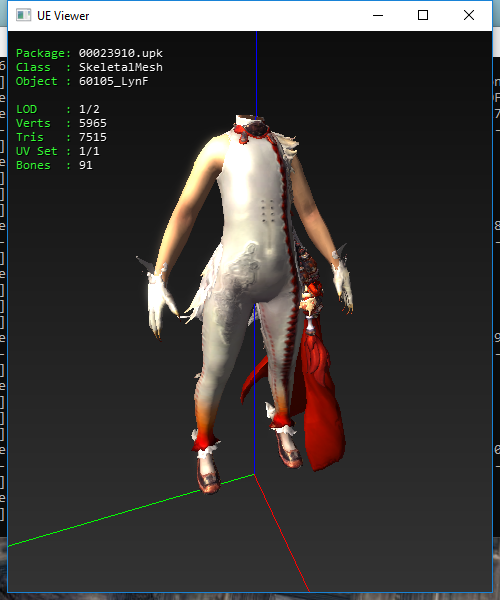 UE Viewer
Package: 00023910.upk
Class : SkeletalMesh
Object : 60105_LynF
LOD : 1/2
Verts : 5965
Tris : 7515
UV Set : 1/1
Bones : 91